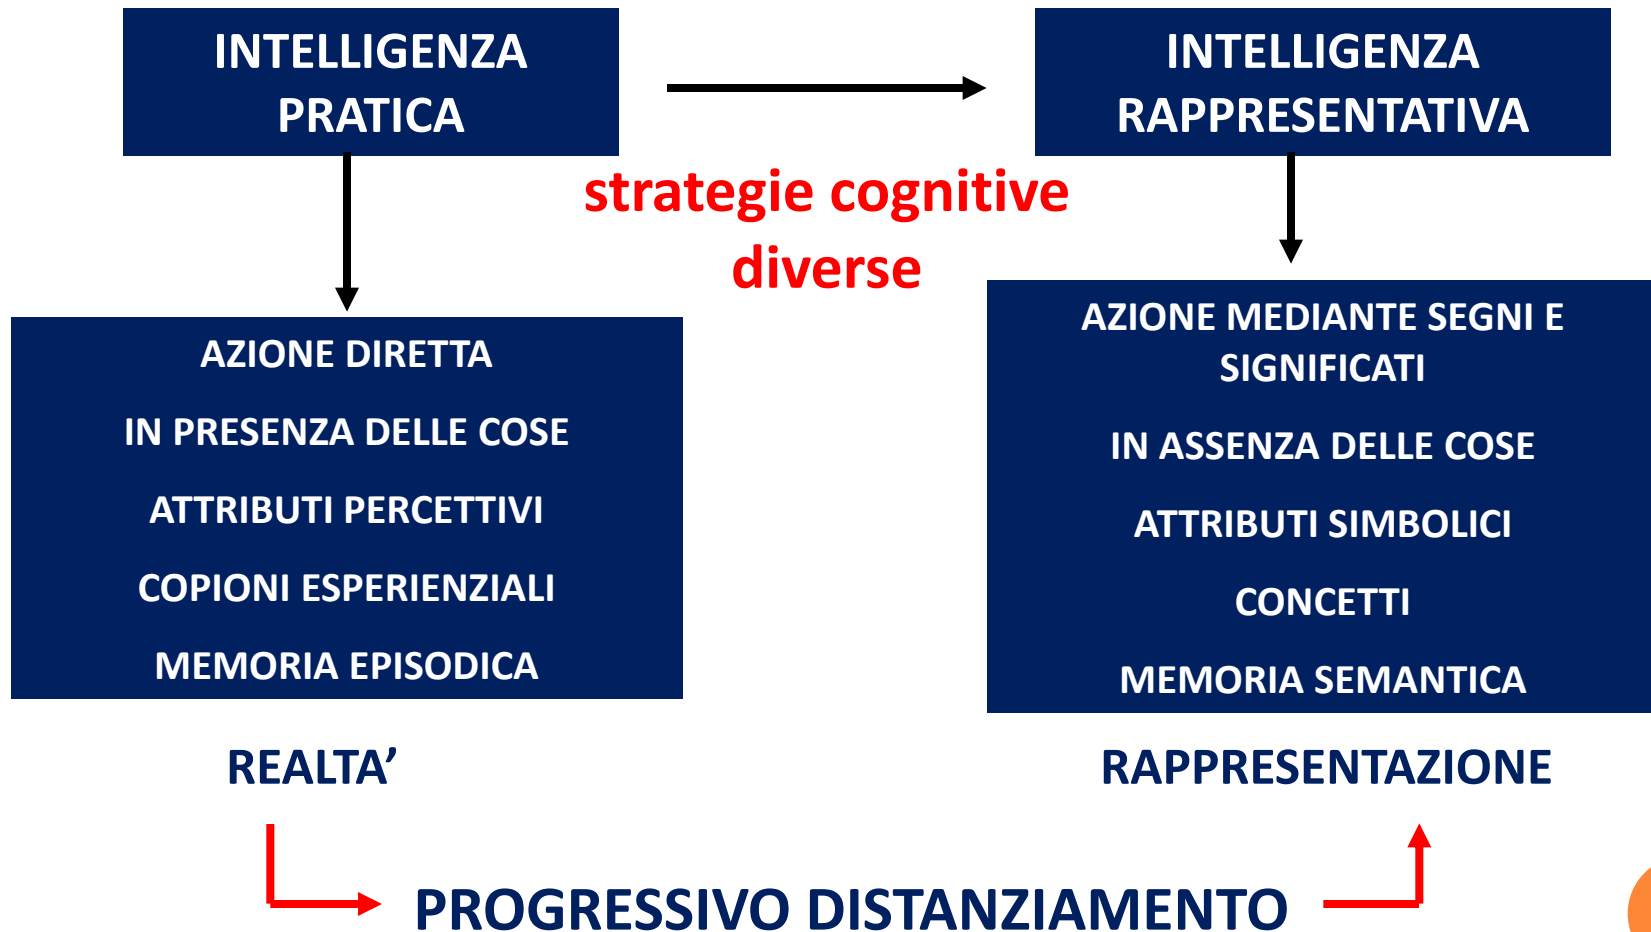 INTELLIGENZA
PRATICA
INTELLIGENZA
RAPPRESENTATIVA
strategie cognitive
diverse
AZIONE DIRETTA
IN PRESENZA DELLE COSE
ATTRIBUTI PERCETTIVI
COPIONI ESPERIENZIALI
MEMORIA EPISODICA
AZIONE MEDIANTE SEGNI E
SIGNIFICATI
IN ASSENZA DELLE COSE
ATTRIBUTI SIMBOLICI
CONCETTI
MEMORIA SEMANTICA
REALTA’
RAPPRESENTAZIONE
PROGRESSIVO DISTANZIAMENTO